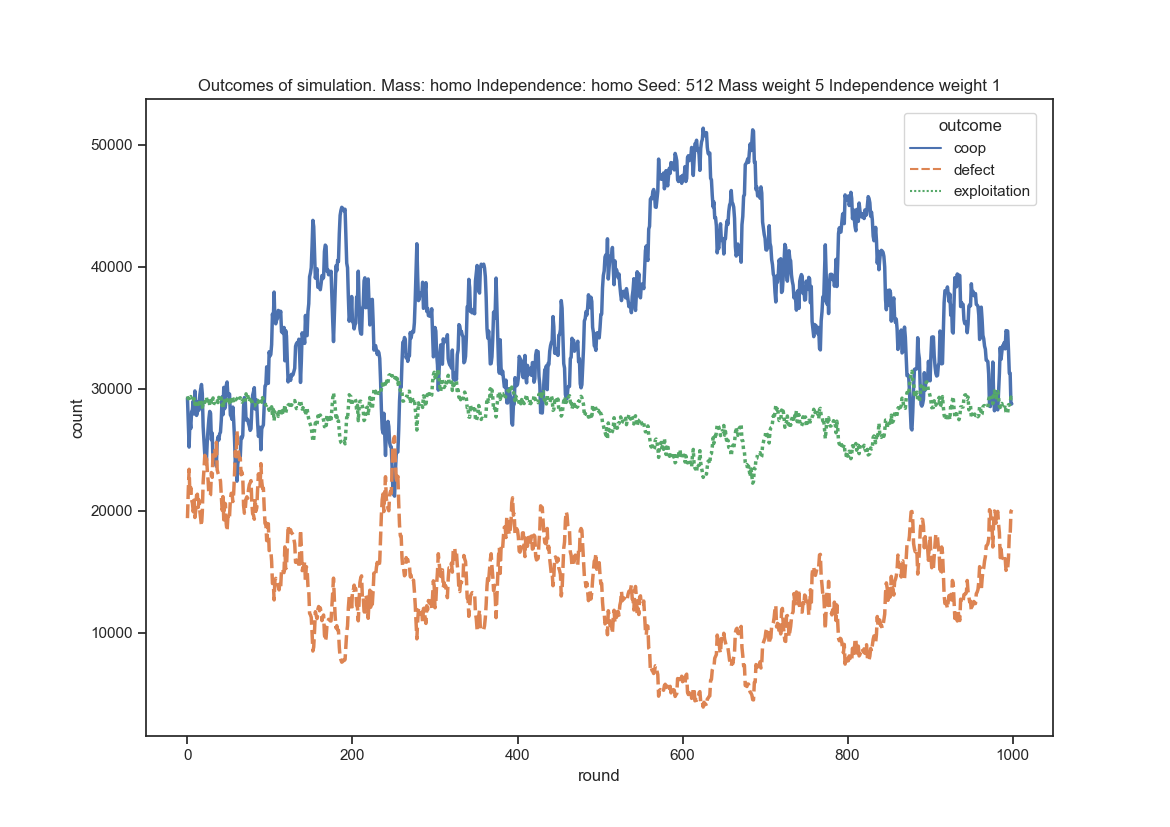 Outcomes of simulation. Mass: homo Independence: homo Seed: 512 Mass weight 5 Independence weight 1
outcome
coop
defect
exploitation
50000
40000
30000
20000
10000
count
0 200 400 600 800 1000
round